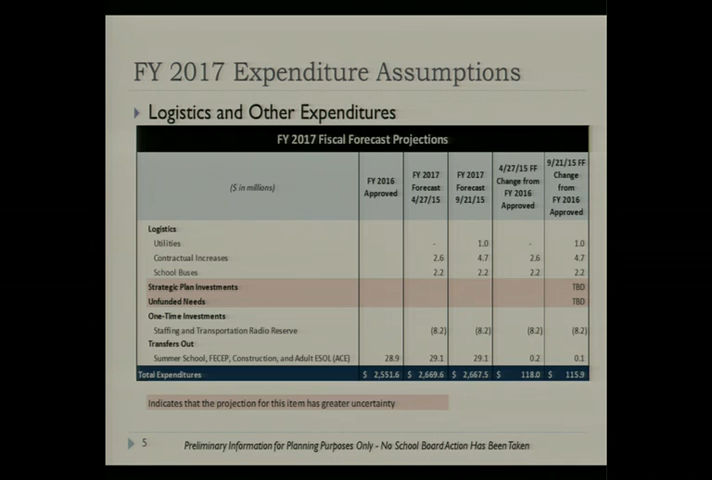 FY 2017 Expenditure Assumptions
Logistics and Other Expenditures
FY 2017 Fiscal Forecast Projections
($ in millions) FY 2016 Approved FY 2017 Forecast 4/27/15 FY 2017 Forecast 9/21/15 4/27/15 FF Change from FY 2016 Approved 9/21/15 FF Change from FY 2016 Approved
Logistics
Utilities - 1.0 - 1.0
Contractual Increases 2.6 4.7 2.6 4.7
School Buses 2.2 2.2 2.2 2.2
Strategic Plan Investments TBD
Unfunded Needs TBD
One-Time Investments
Staffing and Transportation Radio Reserve (8.2) (8.2) (8.2) (8.2)
Transfers Out
Summer School, FECEP, Construction, and Adult ESOL (ACE) 28.9 29.1 29.1 0.2 0.1
Total Expenditures $ 2,551.6 $ 2,669.6 $ 2,667.5 $ 118.0 $ 115.9
Indicates that the projection for this item has greater uncertainty
5 Preliminary Information for Planning Purposes Only - No School Board Action Has Been Taken